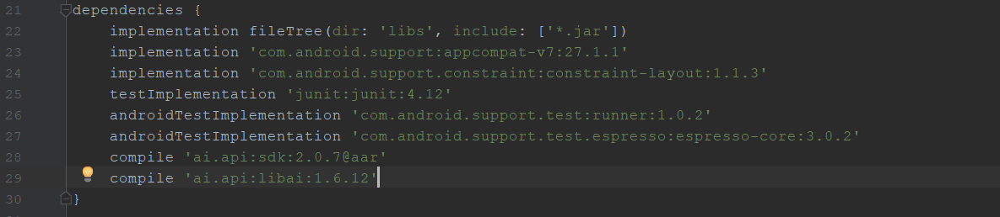 21 dependencies {
22 implementation fileTree(dir: 'libs', include: ['*.jar'])
23 implementation 'com.android.support:appcompat-v7:27.1.1'
24 implementation 'com.android.support.constraint:constraint-layout:1.1.3'
25 testImplementation 'junit:junit:4.12'
26 androidTestImplementation 'com.android.support.test:runner:1.0.2'
27 androidTestImplementation 'com.android.support.test.espresso:espresso-core:3.0.2'
28 compile 'ai.api:sdk:2.0.7@aar'
29 compile 'ai.api:libai:1.6.12'
30 }